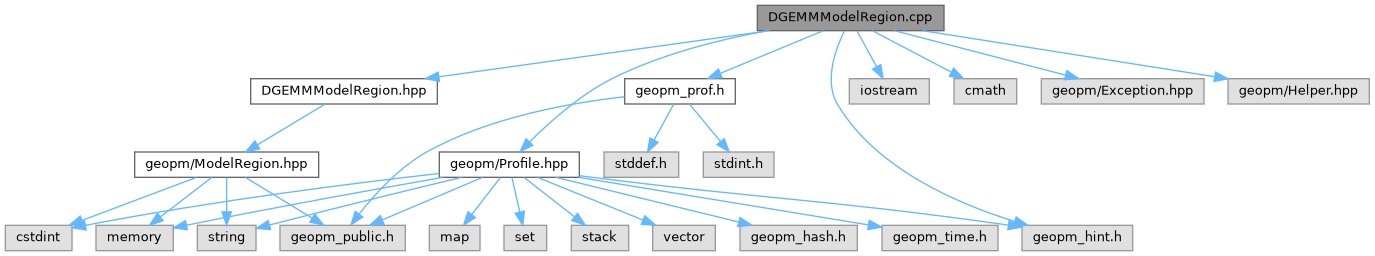 DGEMMModelRegion.cpp
DGEMMModelRegion.hpp
geopm_prof.h
iostream
cmath
geopm/Exception.hpp
geopm/Helper.hpp
geopm/ModelRegion.hpp
geopm/Profile.hpp
stddef.h
stdint.h
cstdint
memory
string
geopm_public.h
map
set
stack
vector
geopm_hash.h
geopm_time.h
geopm_hint.h